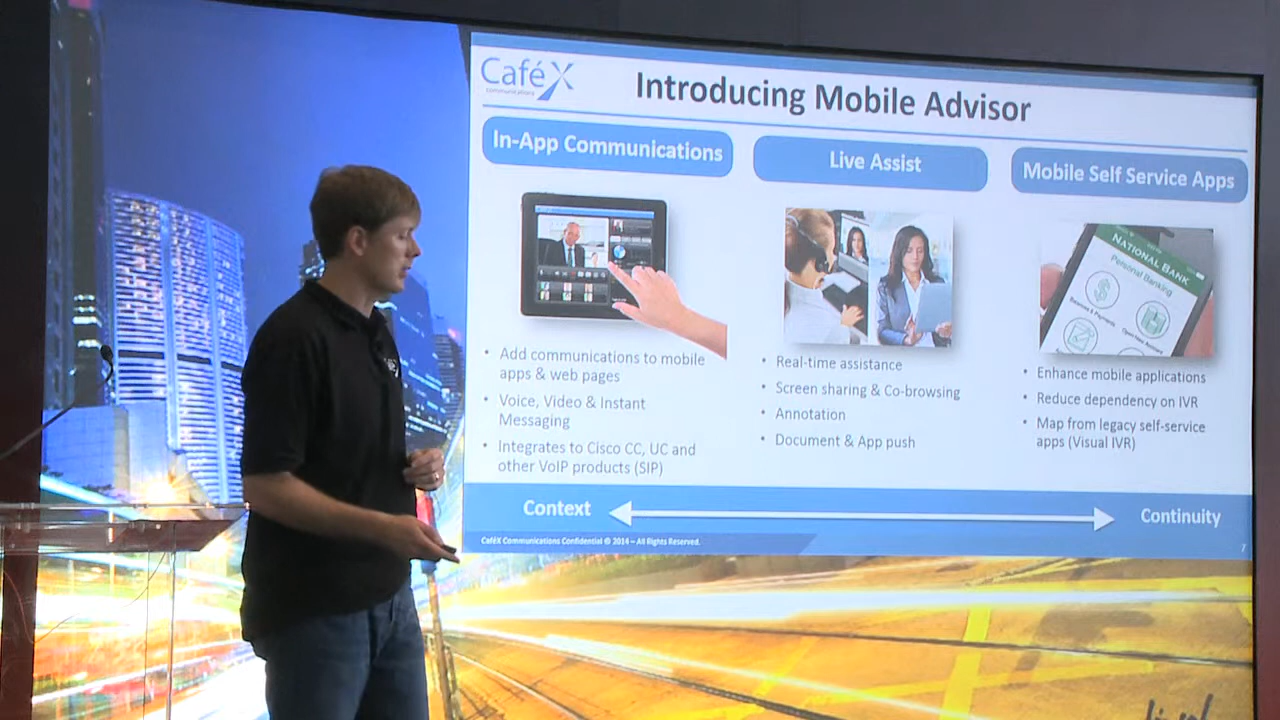 CaféX
communications
Introducing Mobile Advisor
In-App Communications
Live Assist
Mobile Self Service Apps
NATIONAL BANK
Personal Banking
Balances & Payments
• Add communications to mobile
apps & web pages
• Voice, Video & Instant
Messaging
• Integrates to Cisco CC, UC and
other VoIP products (SIP)
• Real-time assistance
• Screen sharing & Co-browsing
• Annotation
• Document & App push
• Enhance mobile applications
• Reduce dependency on IVR
• Map from legacy self-service
apps (Visual IVR)
Context
Continuity
CaféX Communications Confidential © 2014 – All Rights Reserved.
7